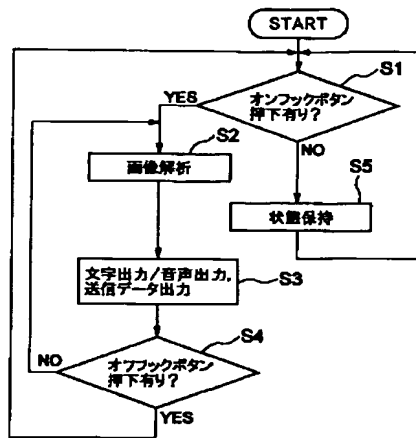 START
S1
オンフックボタン
押下有り?
YES
NO
S2
画像解析
S5
状態保持
文字出力/音声出力,
送信データ出力
S3
S4
オフフックボタン
押下有り?
NO
YES